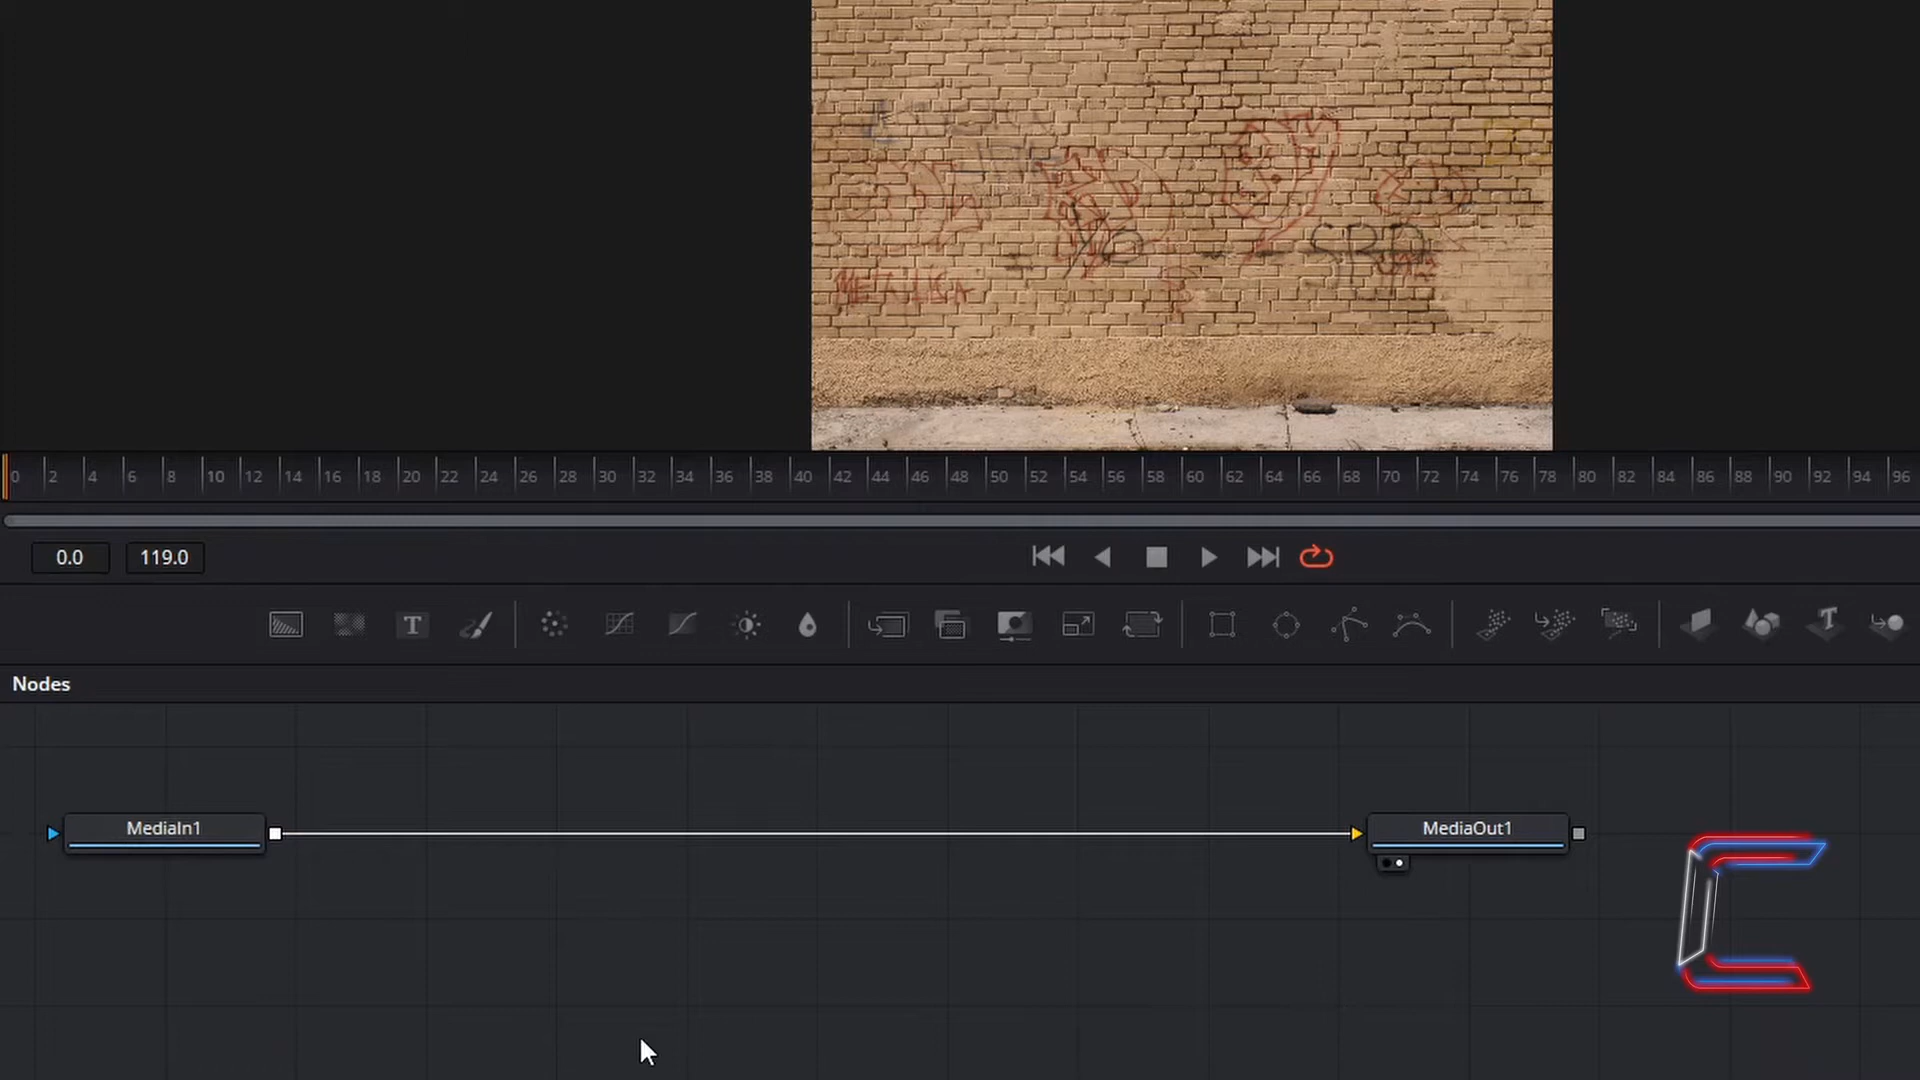 METALICA
SRD
0 2 4 6 8 10 12 14 16 18 20 22 24 26 28 30 32 34 36 38 40 42 44 46 48 50 52 54 56 58 60 62 64 66 68 70 72 74 76 78 80 82 84 86 88 90 92 94 96
0.0 119.0
T T
Nodes
MediaIn1 MediaOut1